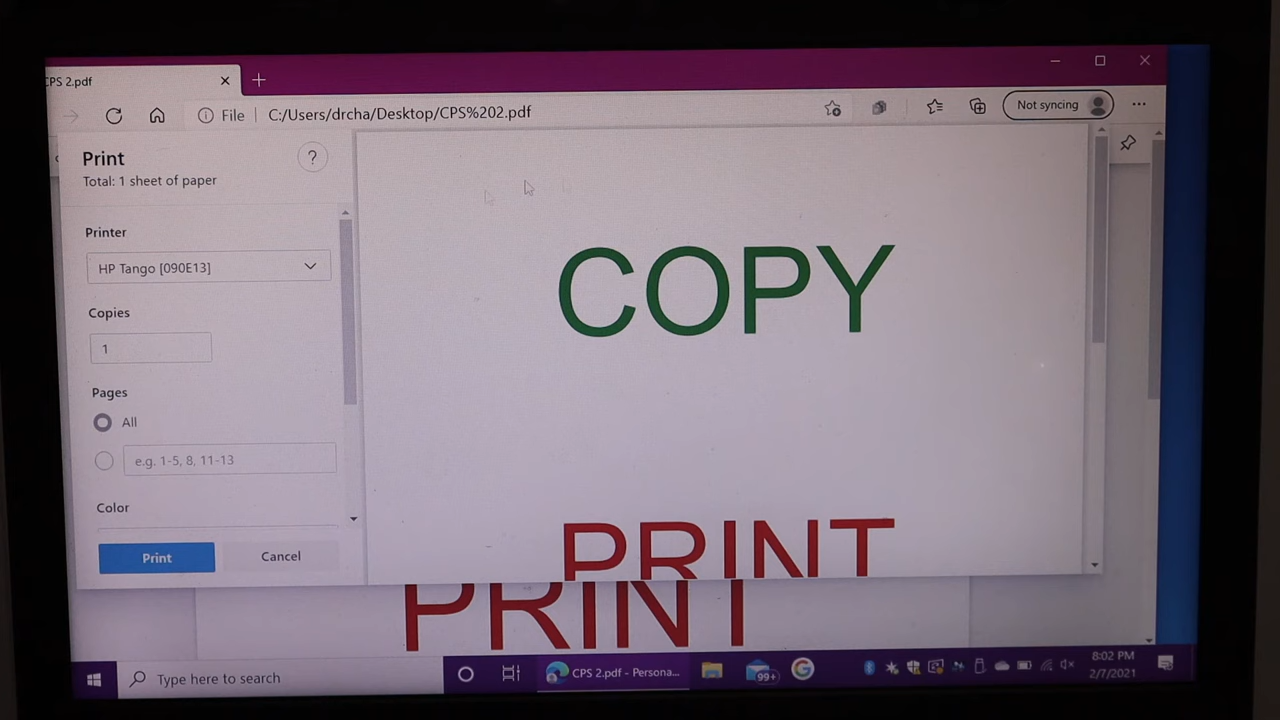 CPS 2.pdf
File C:/Users/drcha/Desktop/CPS%202.pdf
Not syncing
Print
?
Total: 1 sheet of paper
Printer
HP Tango [090E13]
Copies
1
Pages
All
e.g. 1-5, 8, 11-13
Color
Print
Cancel
COPY
PRINT
PRINT
Type here to search
CPS 2.pdf - Persona...
99+
8:02 PM
2/7/2021